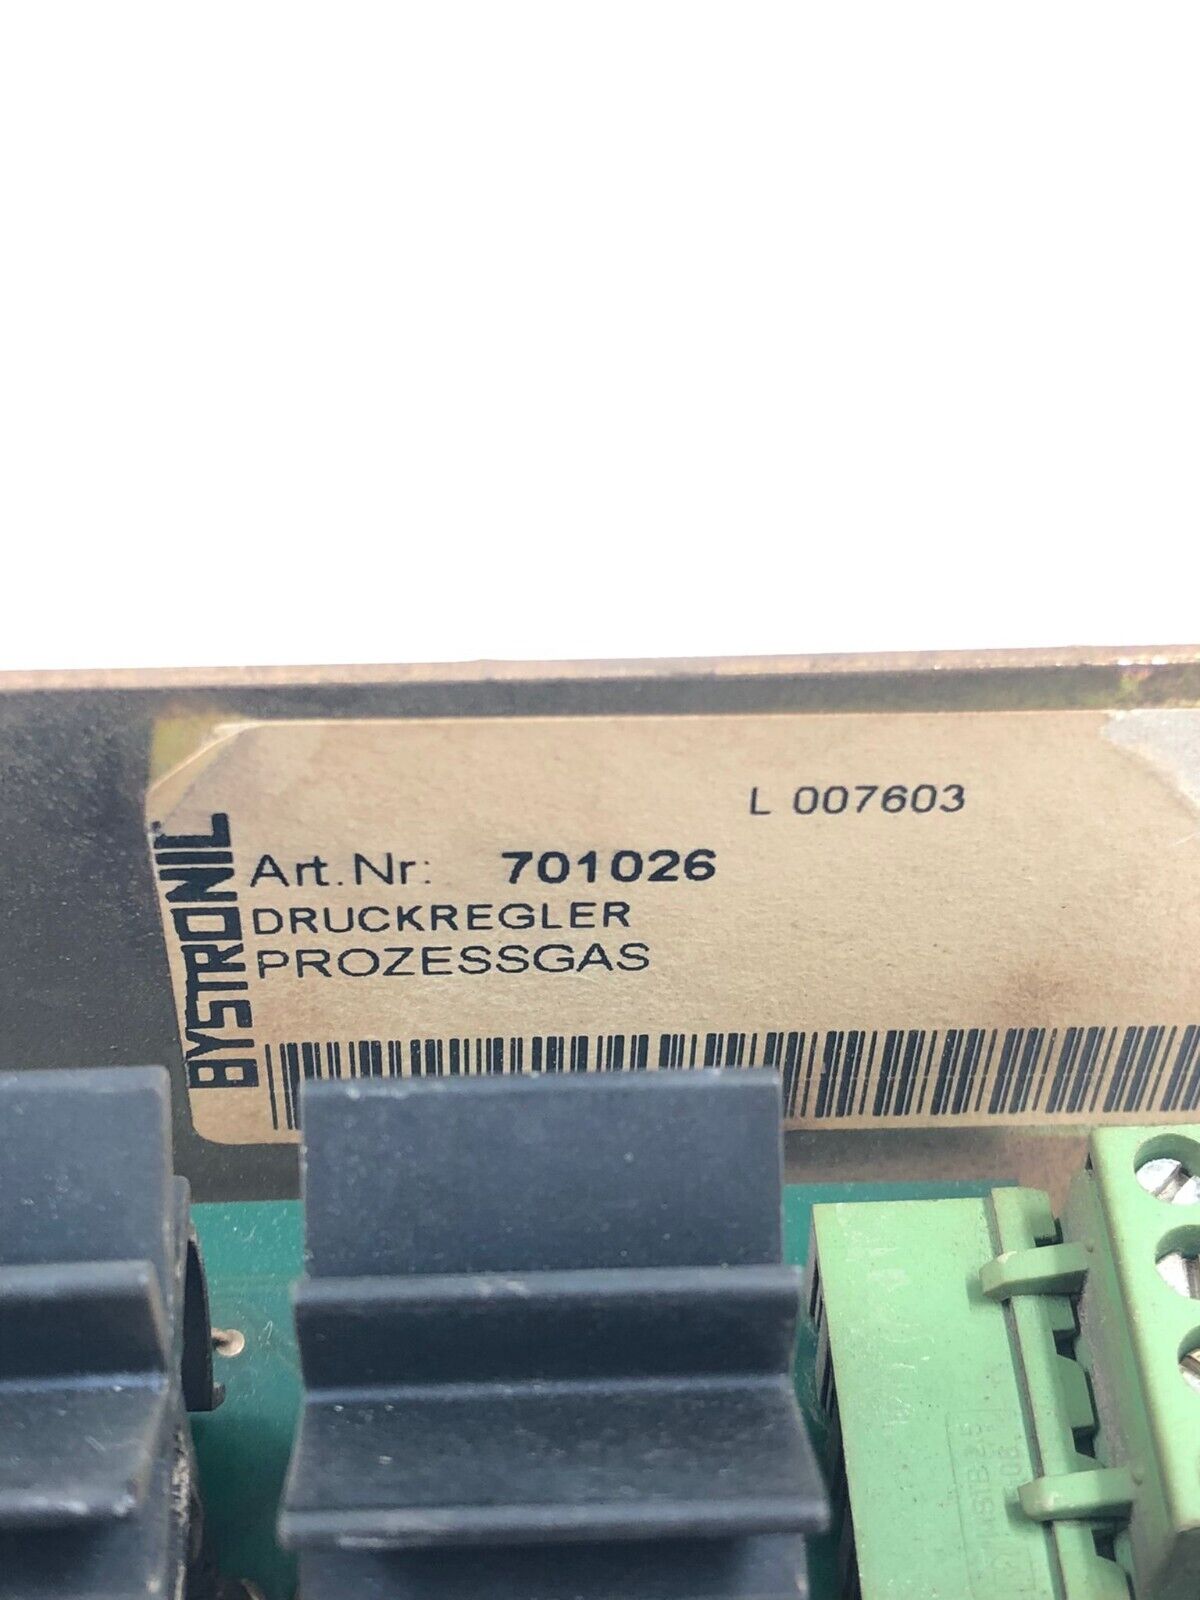 L 007603
Art.Nr: 701026
DRUCKREGLER
PROZESSGAS
BYSTRONIC